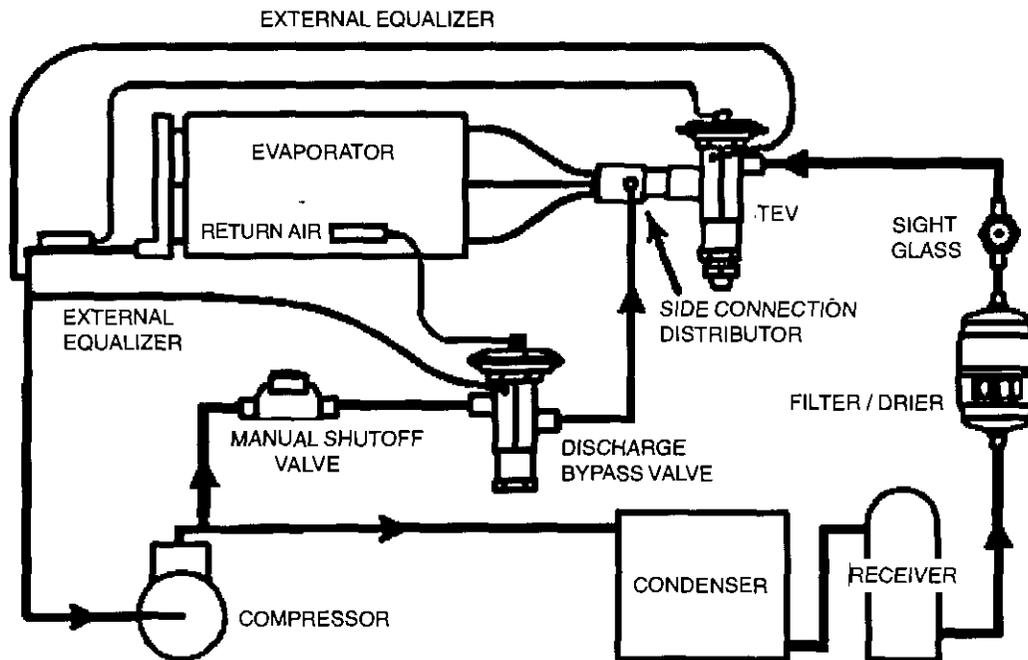 EXTERNAL EQUALIZER
EVAPORATOR
RETURN AIR
TEV
SIGHT
GLASS
SIDE CONNECTION
DISTRIBUTOR
EXTERNAL
EQUALIZER
FILTER / DRIER
MANUAL SHUTOFF
VALVE
DISCHARGE
BYPASS VALVE
CONDENSER
RECEIVER
COMPRESSOR